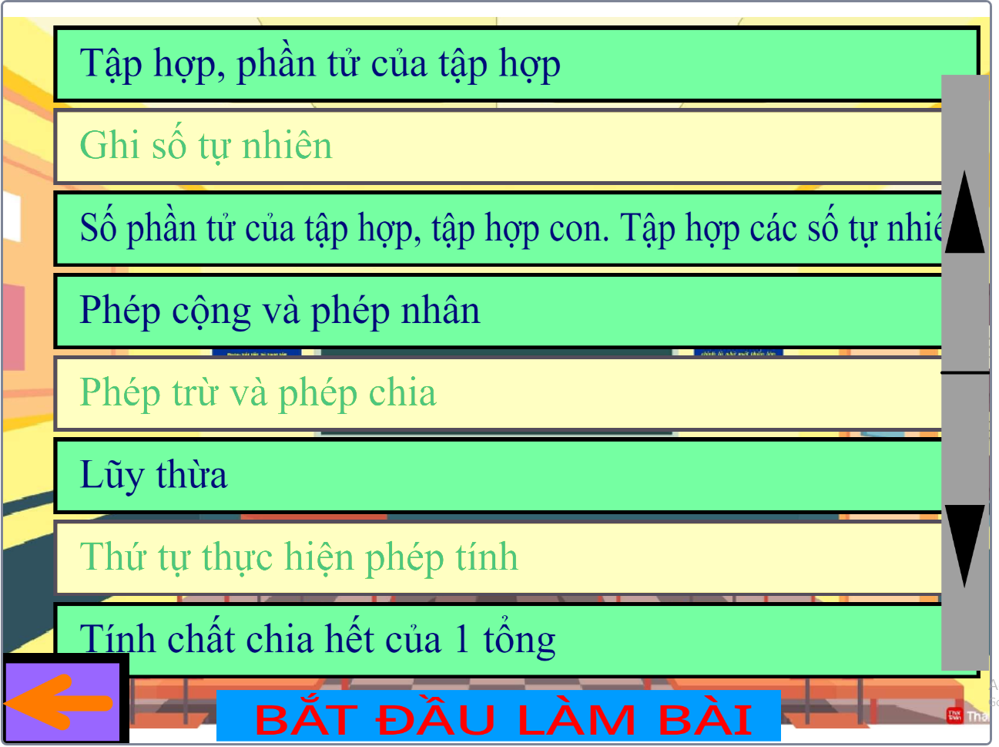 Tập hợp, phần tử của tập hợp
Ghi số tự nhiên
Số phần tử của tập hợp, tập hợp con. Tập hợp các số tự
Phép cộng và phép nhân
Phép trừ và phép chia
Lũy thừa
Thứ tự thực hiện phép tính
Tính chất chia hết của 1 tổng
BẮT ĐẦU LÀM BÀI